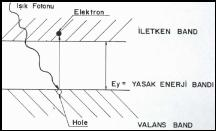 Işık Fotonu
Elektron
İLETKEN BAND
Ey= YASAK ENERJİ BANDI
Hole
VALANS BAND